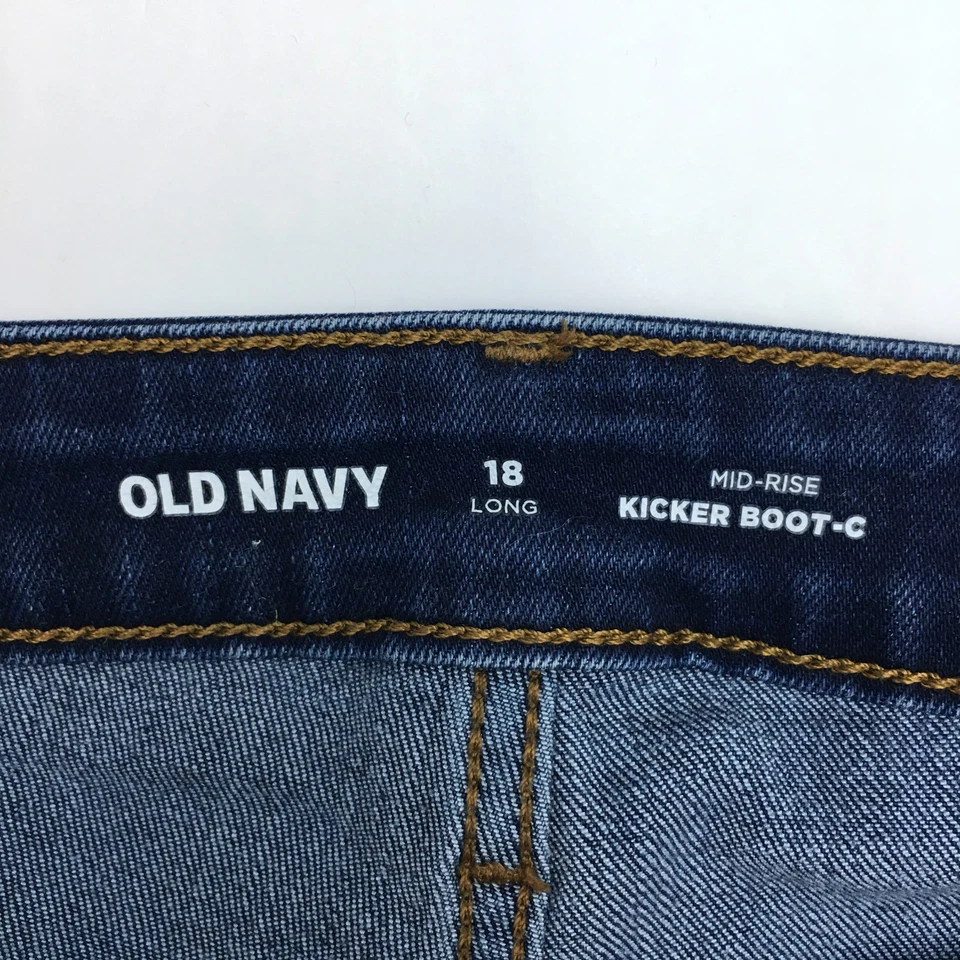 OLD NAVY
18
LONG
MID-RISE
KICKER BOOT-C